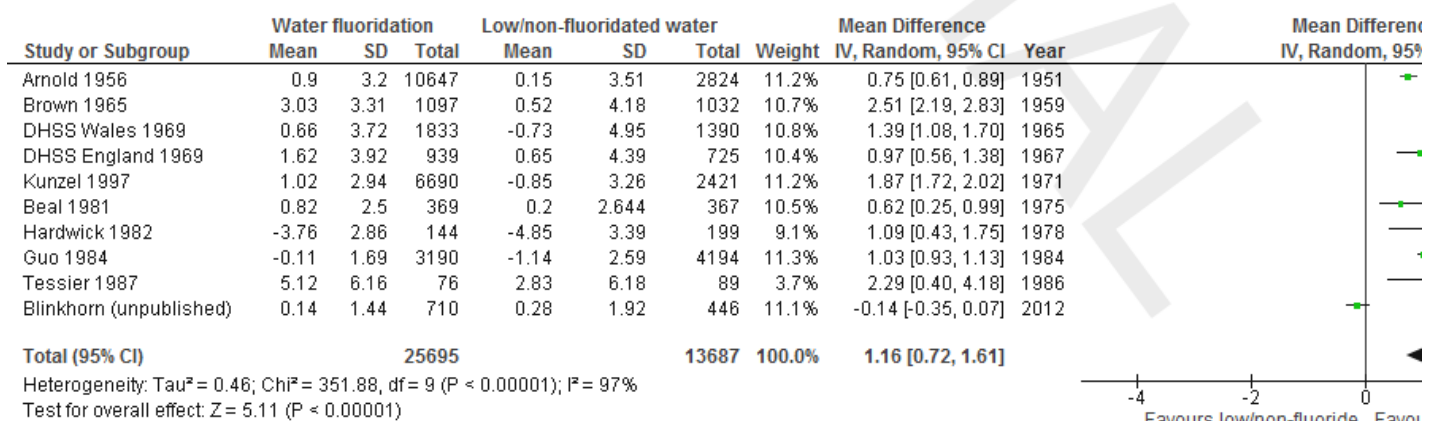 Water fluoridation Low/non-fluoridated water Mean Difference Mean Differenc
Study or Subgroup Mean SD Total Mean SD Total Weight IV, Random, 95% CI Year IV, Random, 95%
Arnold 1956 0.9 3.2 10647 0.15 3.51 2824 11.2% 0.75 [0.61, 0.89] 1951
Brown 1965 3.03 3.31 1097 0.52 4.18 1032 10.7% 2.51 [2.19, 2.83] 1959
DHSS Wales 1969 0.66 3.72 1833 -0.73 4.95 1390 10.8% 1.39 [1.08, 1.70] 1965
DHSS England 1969 1.62 3.92 939 0.65 4.39 725 10.4% 0.97 [0.56, 1.38] 1967
Kunzel 1997 1.02 2.94 6690 -0.85 3.26 2421 11.2% 1.87 [1.72, 2.02] 1971
Beal 1981 0.82 2.5 369 0.2 2.644 367 10.5% 0.62 [0.25, 0.99] 1975
Hardwick 1982 -3.76 2.86 144 -4.85 3.39 199 9.1% 1.09 [0.43, 1.75] 1978
Guo 1984 -0.11 1.69 3190 -1.14 2.59 4194 11.3% 1.03 [0.93, 1.13] 1984
Tessier 1987 5.12 6.16 76 2.83 6.18 89 3.7% 2.29 [0.40, 4.18] 1986
Blinkhorn (unpublished) 0.14 1.44 710 0.28 1.92 446 11.1% -0.14 [-0.35, 0.07] 2012
Total (95% CI) 25695 13687 100.0% 1.16 [0.72, 1.61]
Heterogeneity: Tau² = 0.46; Chi² = 351.88, df = 9 (P < 0.00001); I² = 97%
Test for overall effect: Z = 5.11 (P < 0.00001)
-4 -2 0
Favours low/non-fluoride Favou